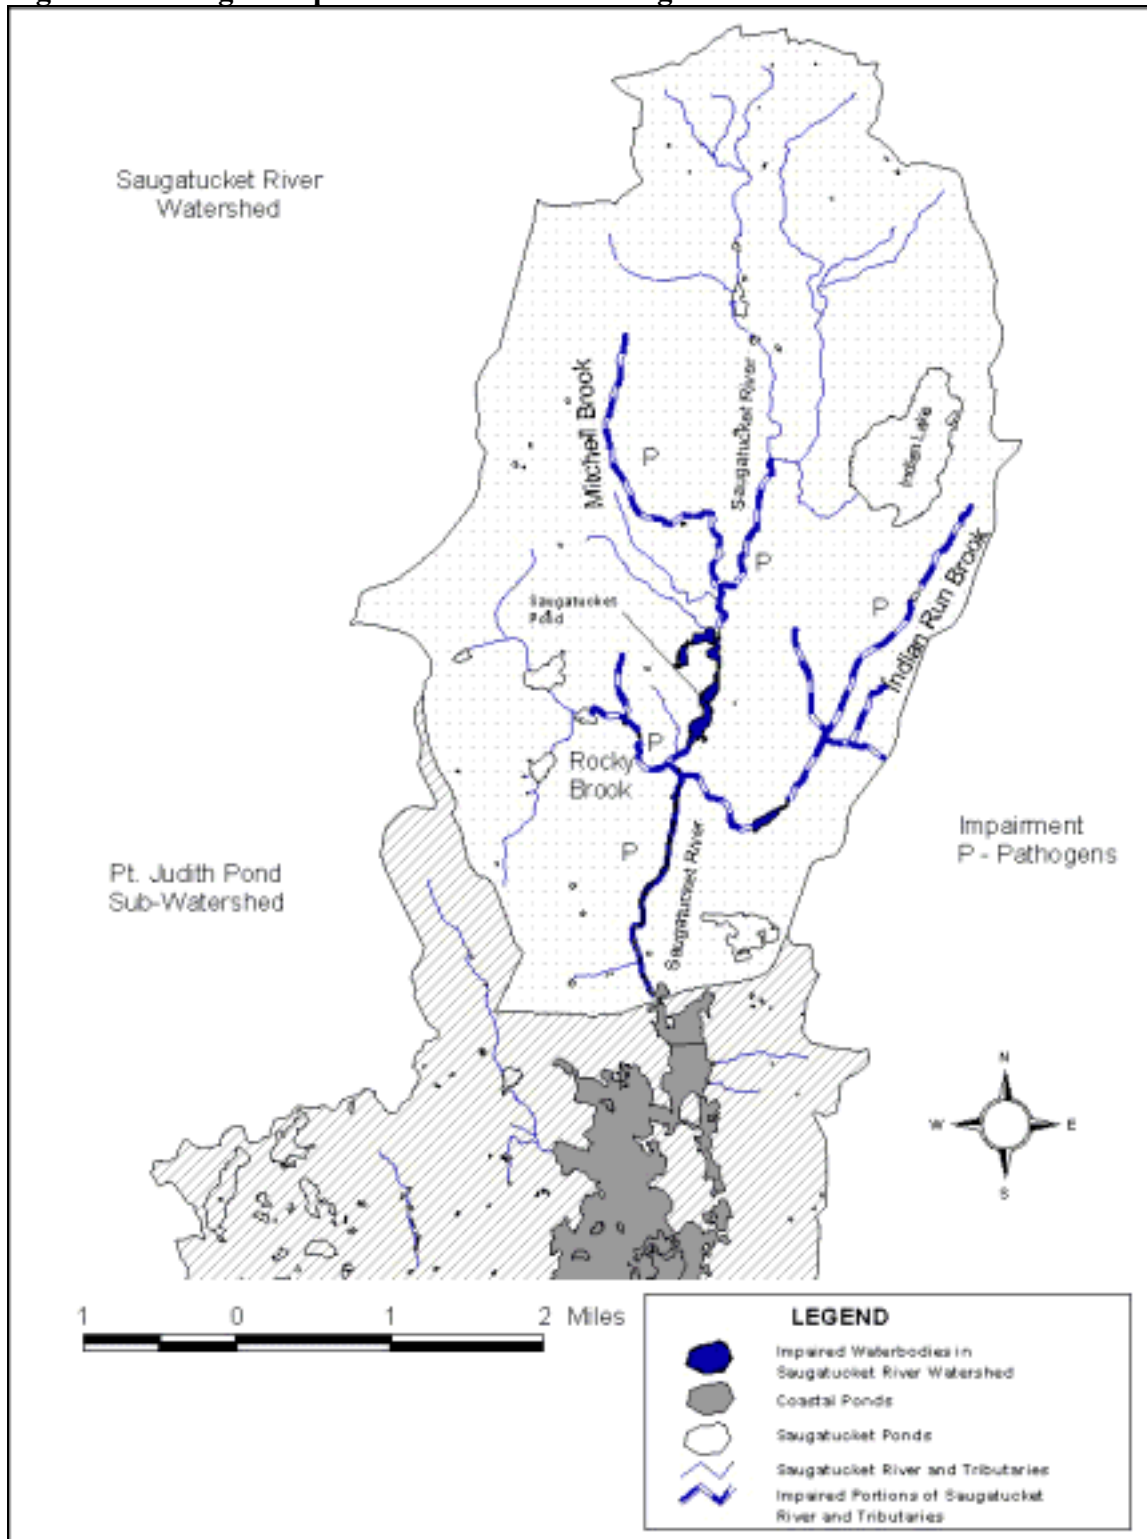 Saugatucket River
Watershed
Mitchell Brook
P
Saugatucket River
Indian Lake
P
P
Indian Run Brook
Saugatucket
Pond
P
Rocky
Brook
P
Saugatucket River
Impairment
P - Pathogens
Pt. Judith Pond
Sub-Watershed
N
W
E
S
1 0 1 2 Miles
LEGEND
Impaired Waterbodies in
Saugatucket River Watershed
Coastal Ponds
Saugatucket Ponds
Saugatucket River and Tributaries
Impaired Portions of Saugatucket
River and Tributaries